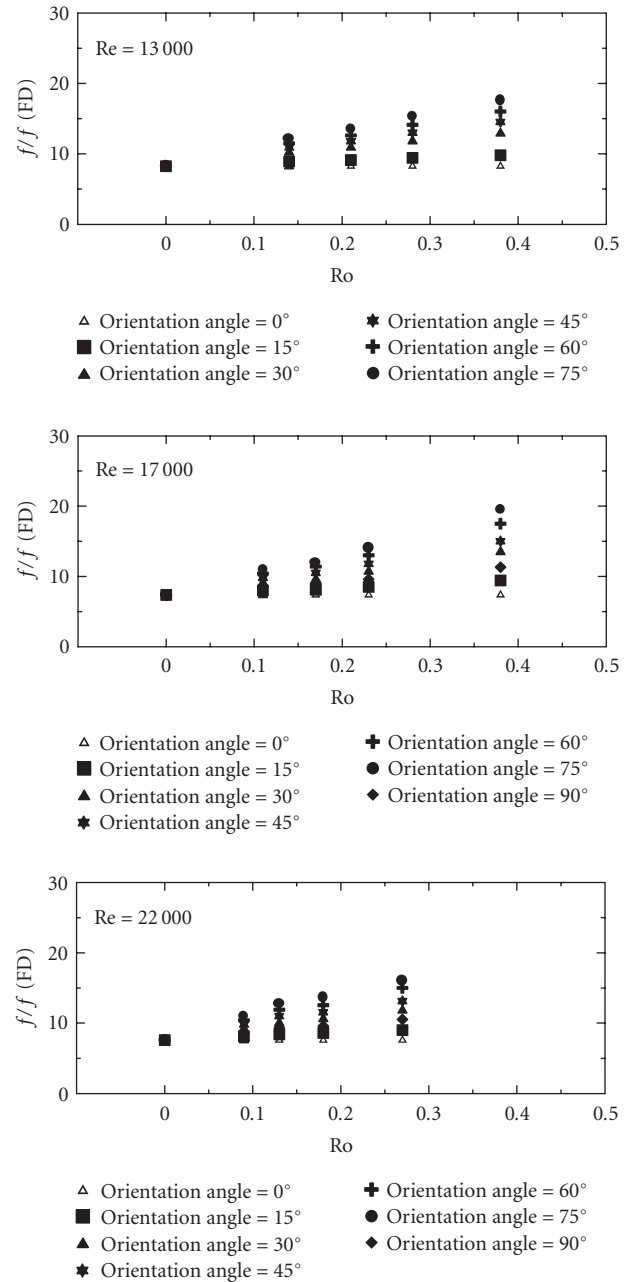 30
Re = 13 000
20
f/f (FD)
10
0
0 0.1 0.2 0.3 0.4 0.5
Ro
Orientation angle = 0°
Orientation angle = 15°
Orientation angle = 30°
Orientation angle = 45°
Orientation angle = 60°
Orientation angle = 75°
30
Re = 17 000
20
f/f (FD)
10
0
0 0.1 0.2 0.3 0.4 0.5
Ro
Orientation angle = 0°
Orientation angle = 15°
Orientation angle = 30°
Orientation angle = 45°
Orientation angle = 60°
Orientation angle = 75°
Orientation angle = 90°
30
Re = 22 000
20
f/f (FD)
10
0
0 0.1 0.2 0.3 0.4 0.5
Ro
Orientation angle = 0°
Orientation angle = 15°
Orientation angle = 30°
Orientation angle = 45°
Orientation angle = 60°
Orientation angle = 75°
Orientation angle = 90°